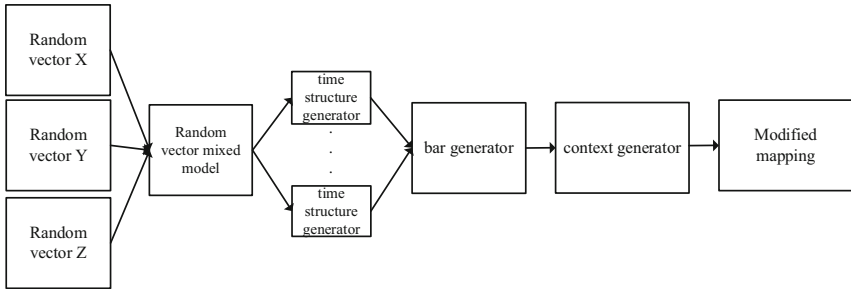 Random
vector X
Random
vector Y
Random
vector Z
Random
vector mixed
model
time
structure
generator
.
.
.
time
structure
generator
bar generator
context generator
Modified
mapping